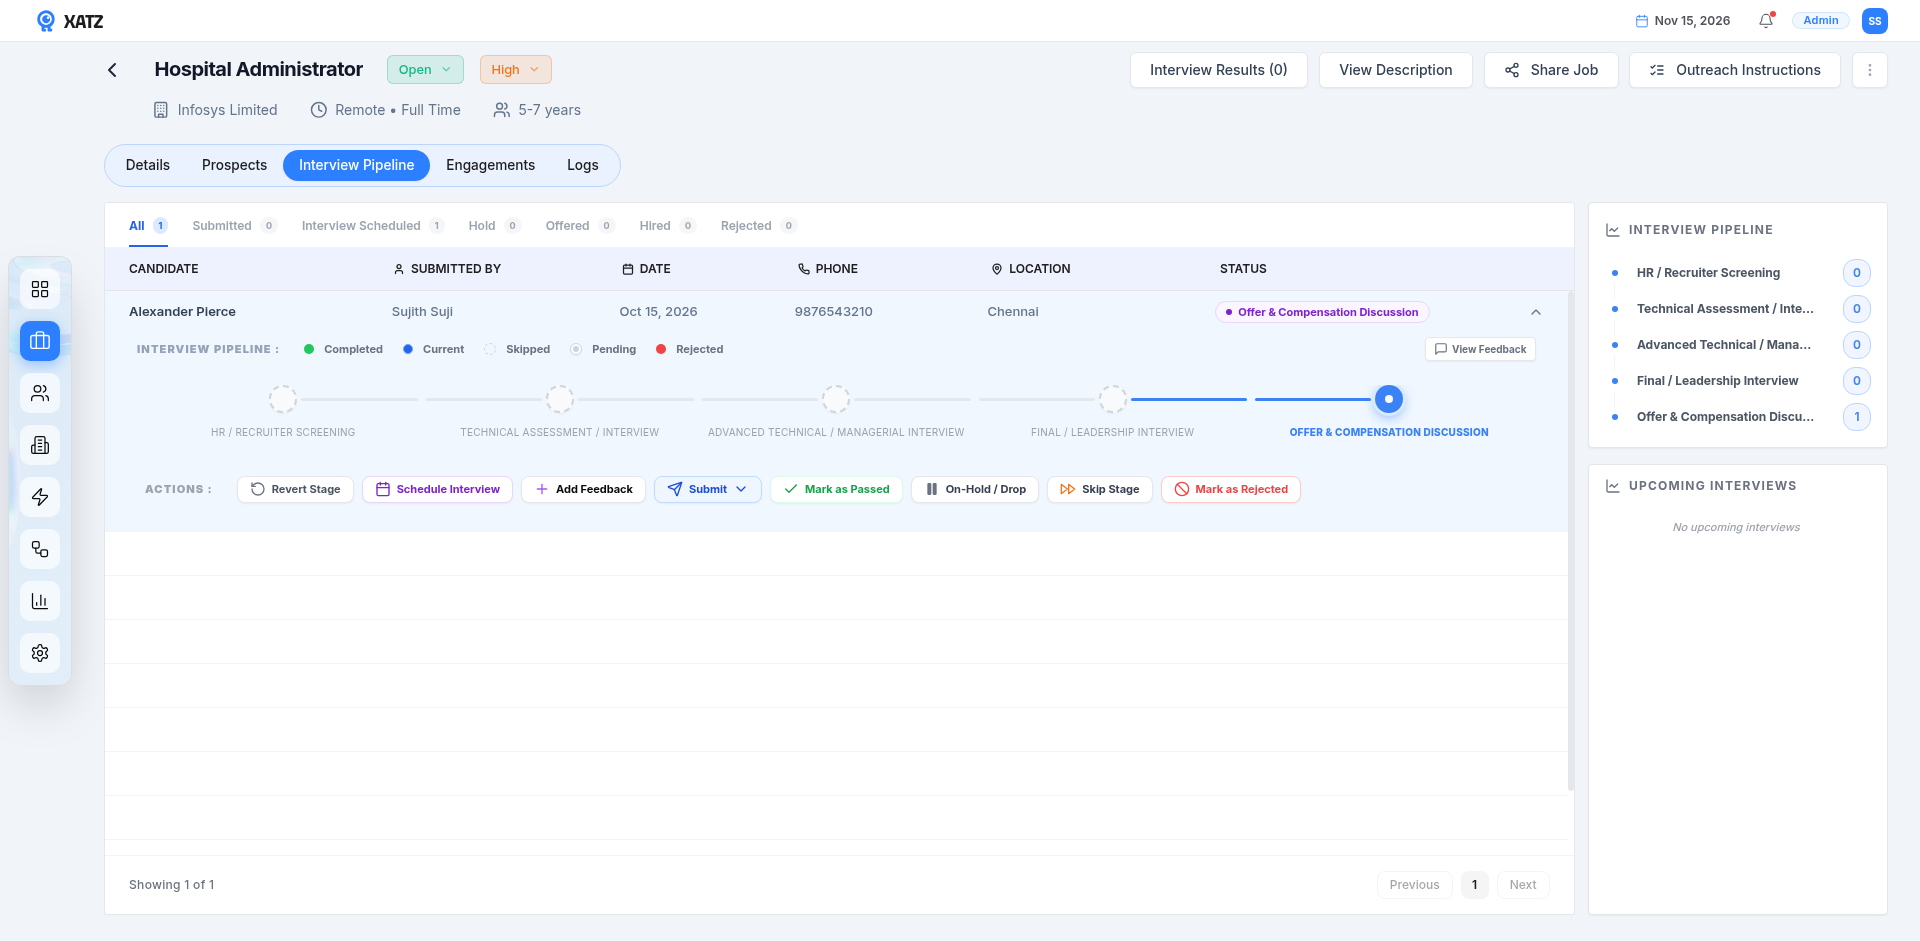 XATZ
Nov 15, 2026
Admin
SS
Hospital Administrator
Open
High
Interview Results (0)
View Description
Share Job
Outreach Instructions
Infosys Limited
Remote • Full Time
5-7 years
Details
Prospects
Interview Pipeline
Engagements
Logs
All 1
Submitted 0
Interview Scheduled 1
Hold 0
Offered 0
Hired 0
Rejected 0
CANDIDATE
SUBMITTED BY
DATE
PHONE
LOCATION
STATUS
Alexander Pierce
Sujith Suji
Oct 15, 2026
9876543210
Chennai
Offer & Compensation Discussion
INTERVIEW PIPELINE :
Completed
Current
Skipped
Pending
Rejected
View Feedback
HR / RECRUITER SCREENING
TECHNICAL ASSESSMENT / INTERVIEW
ADVANCED TECHNICAL / MANAGERIAL INTERVIEW
FINAL / LEADERSHIP INTERVIEW
OFFER & COMPENSATION DISCUSSION
ACTIONS :
Revert Stage
Schedule Interview
Add Feedback
Submit
Mark as Passed
On-Hold / Drop
Skip Stage
Mark as Rejected
Showing 1 of 1
Previous
1
Next
INTERVIEW PIPELINE
HR / Recruiter Screening 0
Technical Assessment / Inte... 0
Advanced Technical / Mana... 0
Final / Leadership Interview 0
Offer & Compensation Discu... 1
UPCOMING INTERVIEWS
No upcoming interviews